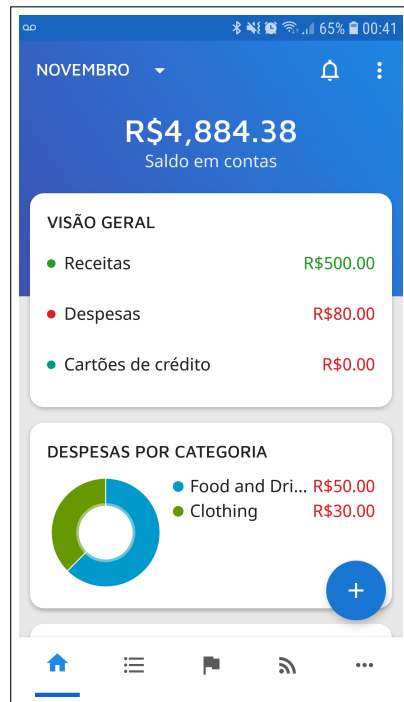 65% 00:41
NOVEMBRO
R$4,884.38
Saldo em contas
VISÃO GERAL
Receitas R$500.00
Despesas R$80.00
Cartões de crédito R$0.00
DESPESAS POR CATEGORIA
Food and Dri... R$50.00
Clothing R$30.00